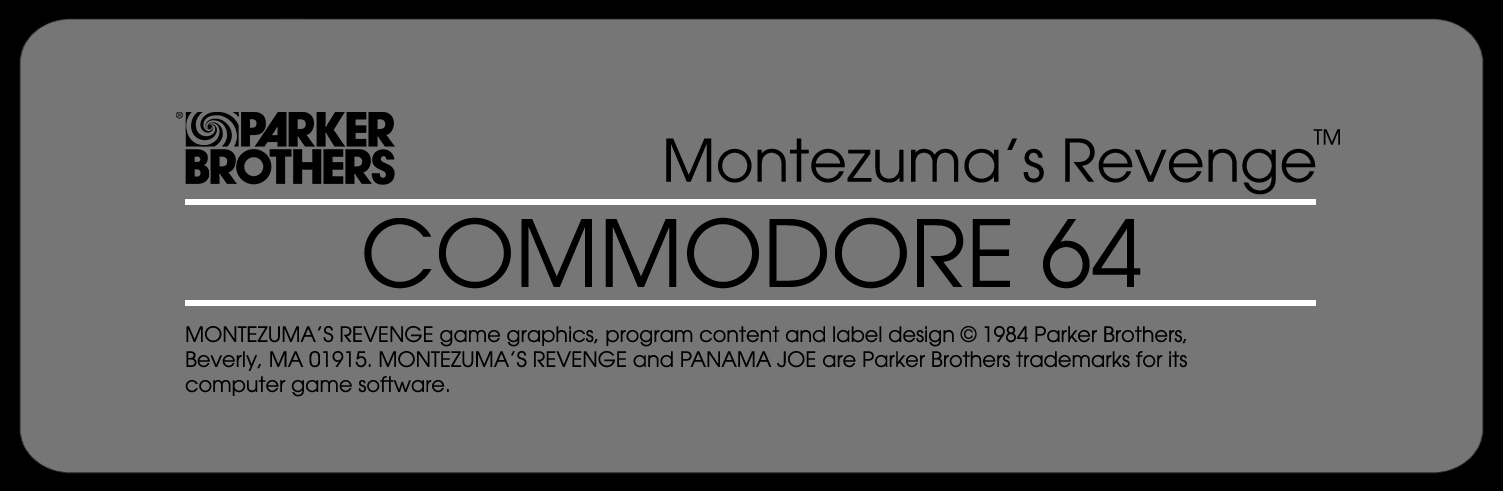 ® PARKER
BROTHERS
Montezuma's Revenge™
COMMODORE 64
MONTEZUMA'S REVENGE game graphics, program content and label design © 1984 Parker Brothers,
Beverly, MA 01915. MONTEZUMA'S REVENGE and PANAMA JOE are Parker Brothers trademarks for its
computer game software.